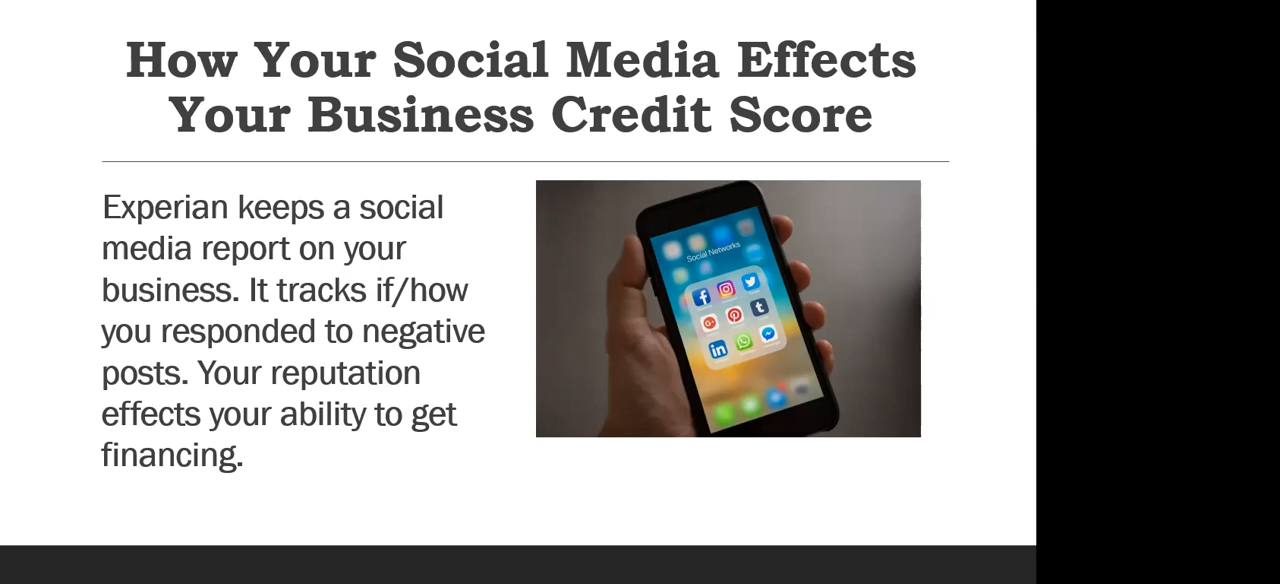 How Your Social Media Effects
Your Business Credit Score
Experian keeps a social
media report on your
business. It tracks if/how
you responded to negative
posts. Your reputation
effects your ability to get
financing.
Social Networks